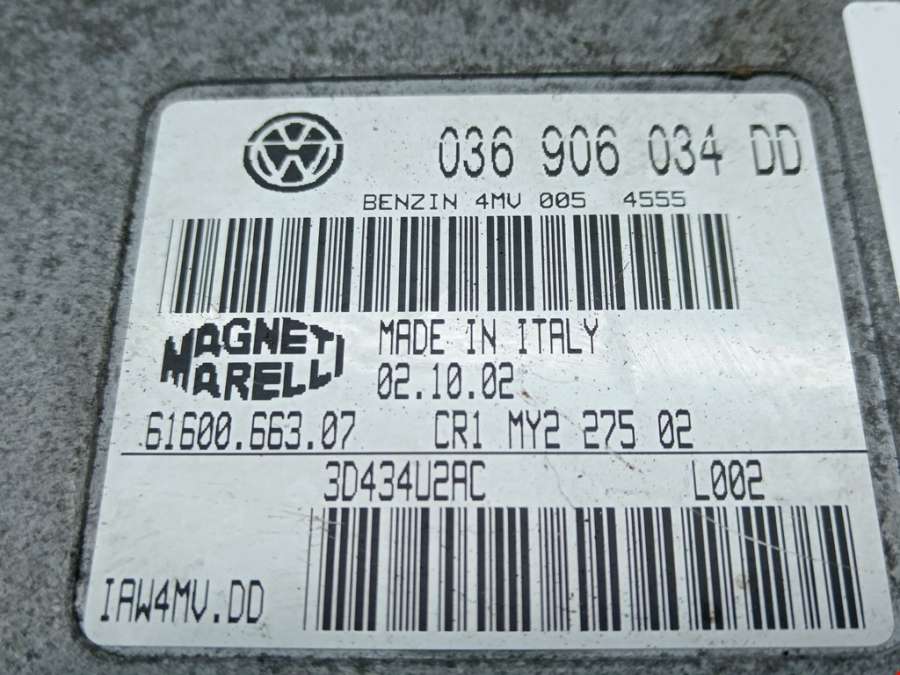 036 906 034 DD
BENZIN 4MV 005 4555
MAGNETI MARELLI
MADE IN ITALY
02.10.02
61600.663.07 CR1 MY2 275 02
3D434U2AC L002
IAW4MV.DD